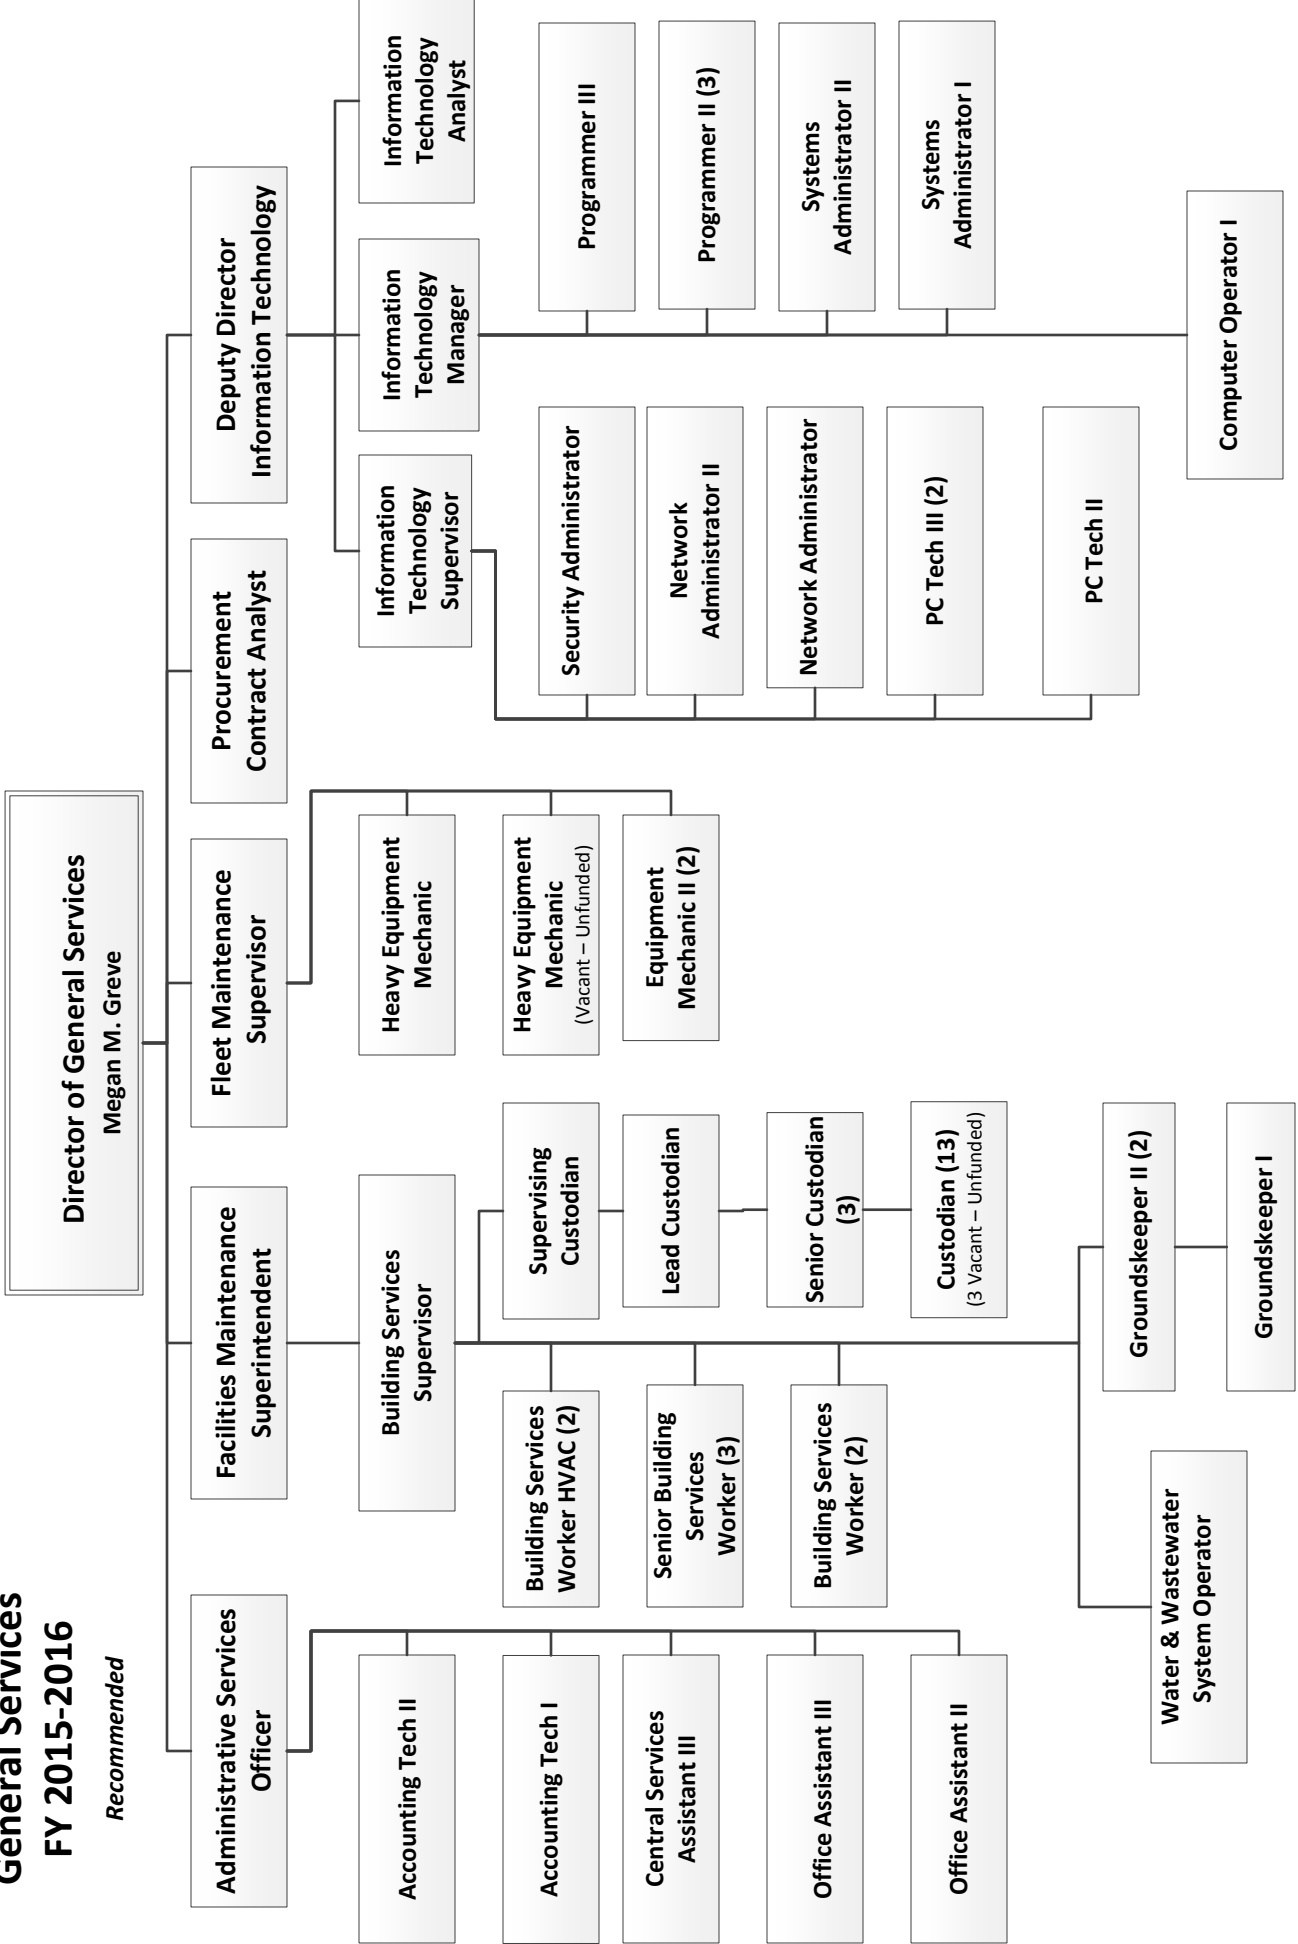 General Services
FY 2015-2016
Recommended
Director of General Services
Megan M. Greve
Administrative Services
Officer
Facilities Maintenance
Superintendent
Fleet Maintenance
Supervisor
Procurement
Contract Analyst
Deputy Director
Information Technology
Accounting Tech II
Accounting Tech I
Central Services
Assistant III
Office Assistant III
Office Assistant II
Building Services
Supervisor
Building Services
Worker HVAC (2)
Senior Building
Services
Worker (3)
Building Services
Worker (2)
Supervising
Custodian
Lead Custodian
Senior Custodian
(3)
Custodian (13)
(3 Vacant – Unfunded)
Water & Wastewater
System Operator
Groundskeeper II (2)
Groundskeeper I
Heavy Equipment
Mechanic
Heavy Equipment
Mechanic
(Vacant – Unfunded)
Equipment
Mechanic II (2)
Information
Technology
Supervisor
Information
Technology
Manager
Information
Technology
Analyst
Security Administrator
Network
Administrator II
Network Administrator
PC Tech III (2)
PC Tech II
Programmer III
Programmer II (3)
Systems
Administrator II
Systems
Administrator I
Computer Operator I